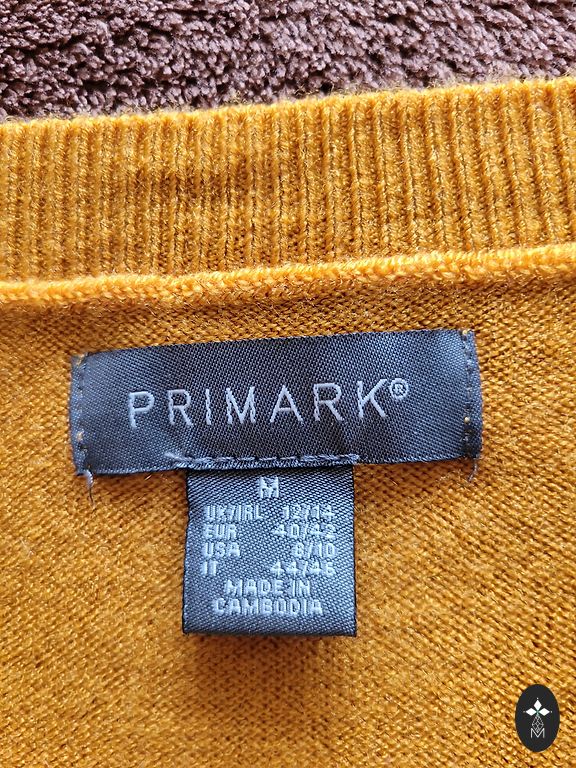 PRIMARK®
M
UK/IRL 12/14
EUR 40/42
USA 8/10
IT 44/46
MADE IN
CAMBODIA
M